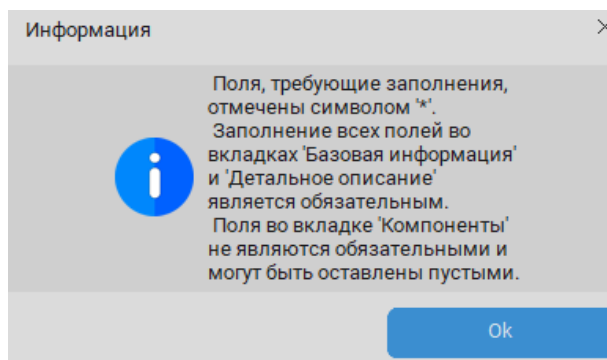 Информация
Поля, требующие заполнения,
отмечены символом '*'.
Заполнение всех полей во
вкладках 'Базовая информация'
и 'Детальное описание'
является обязательным.
Поля во вкладке 'Компоненты'
не являются обязательными и
могут быть оставлены пустыми.
Ok